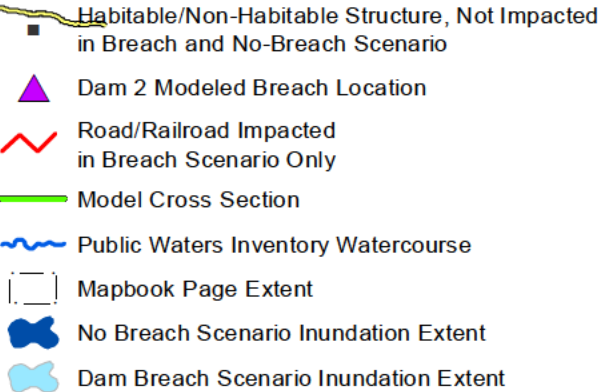 Habitable/Non-Habitable Structure, Not Impacted
in Breach and No-Breach Scenario
Dam 2 Modeled Breach Location
Road/Railroad Impacted
in Breach Scenario Only
Model Cross Section
Public Waters Inventory Watercourse
Mapbook Page Extent
No Breach Scenario Inundation Extent
Dam Breach Scenario Inundation Extent